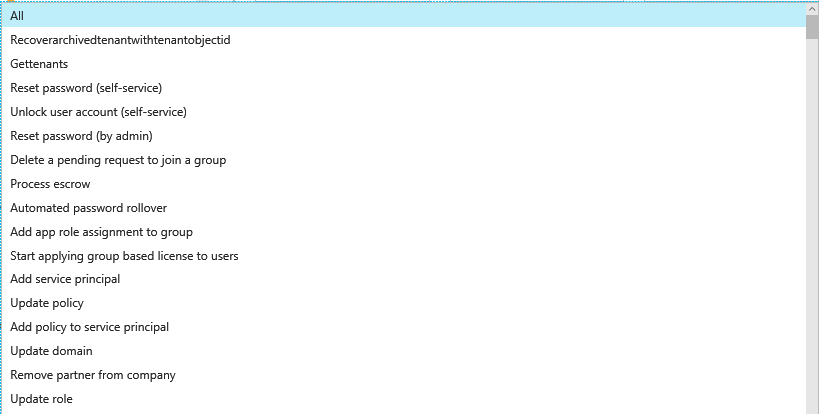 All
Recoverarchivedtenantwithtenantobjectid
Gettenants
Reset password (self-service)
Unlock user account (self-service)
Reset password (by admin)
Delete a pending request to join a group
Process escrow
Automated password rollover
Add app role assignment to group
Start applying group based license to users
Add service principal
Update policy
Add policy to service principal
Update domain
Remove partner from company
Update role